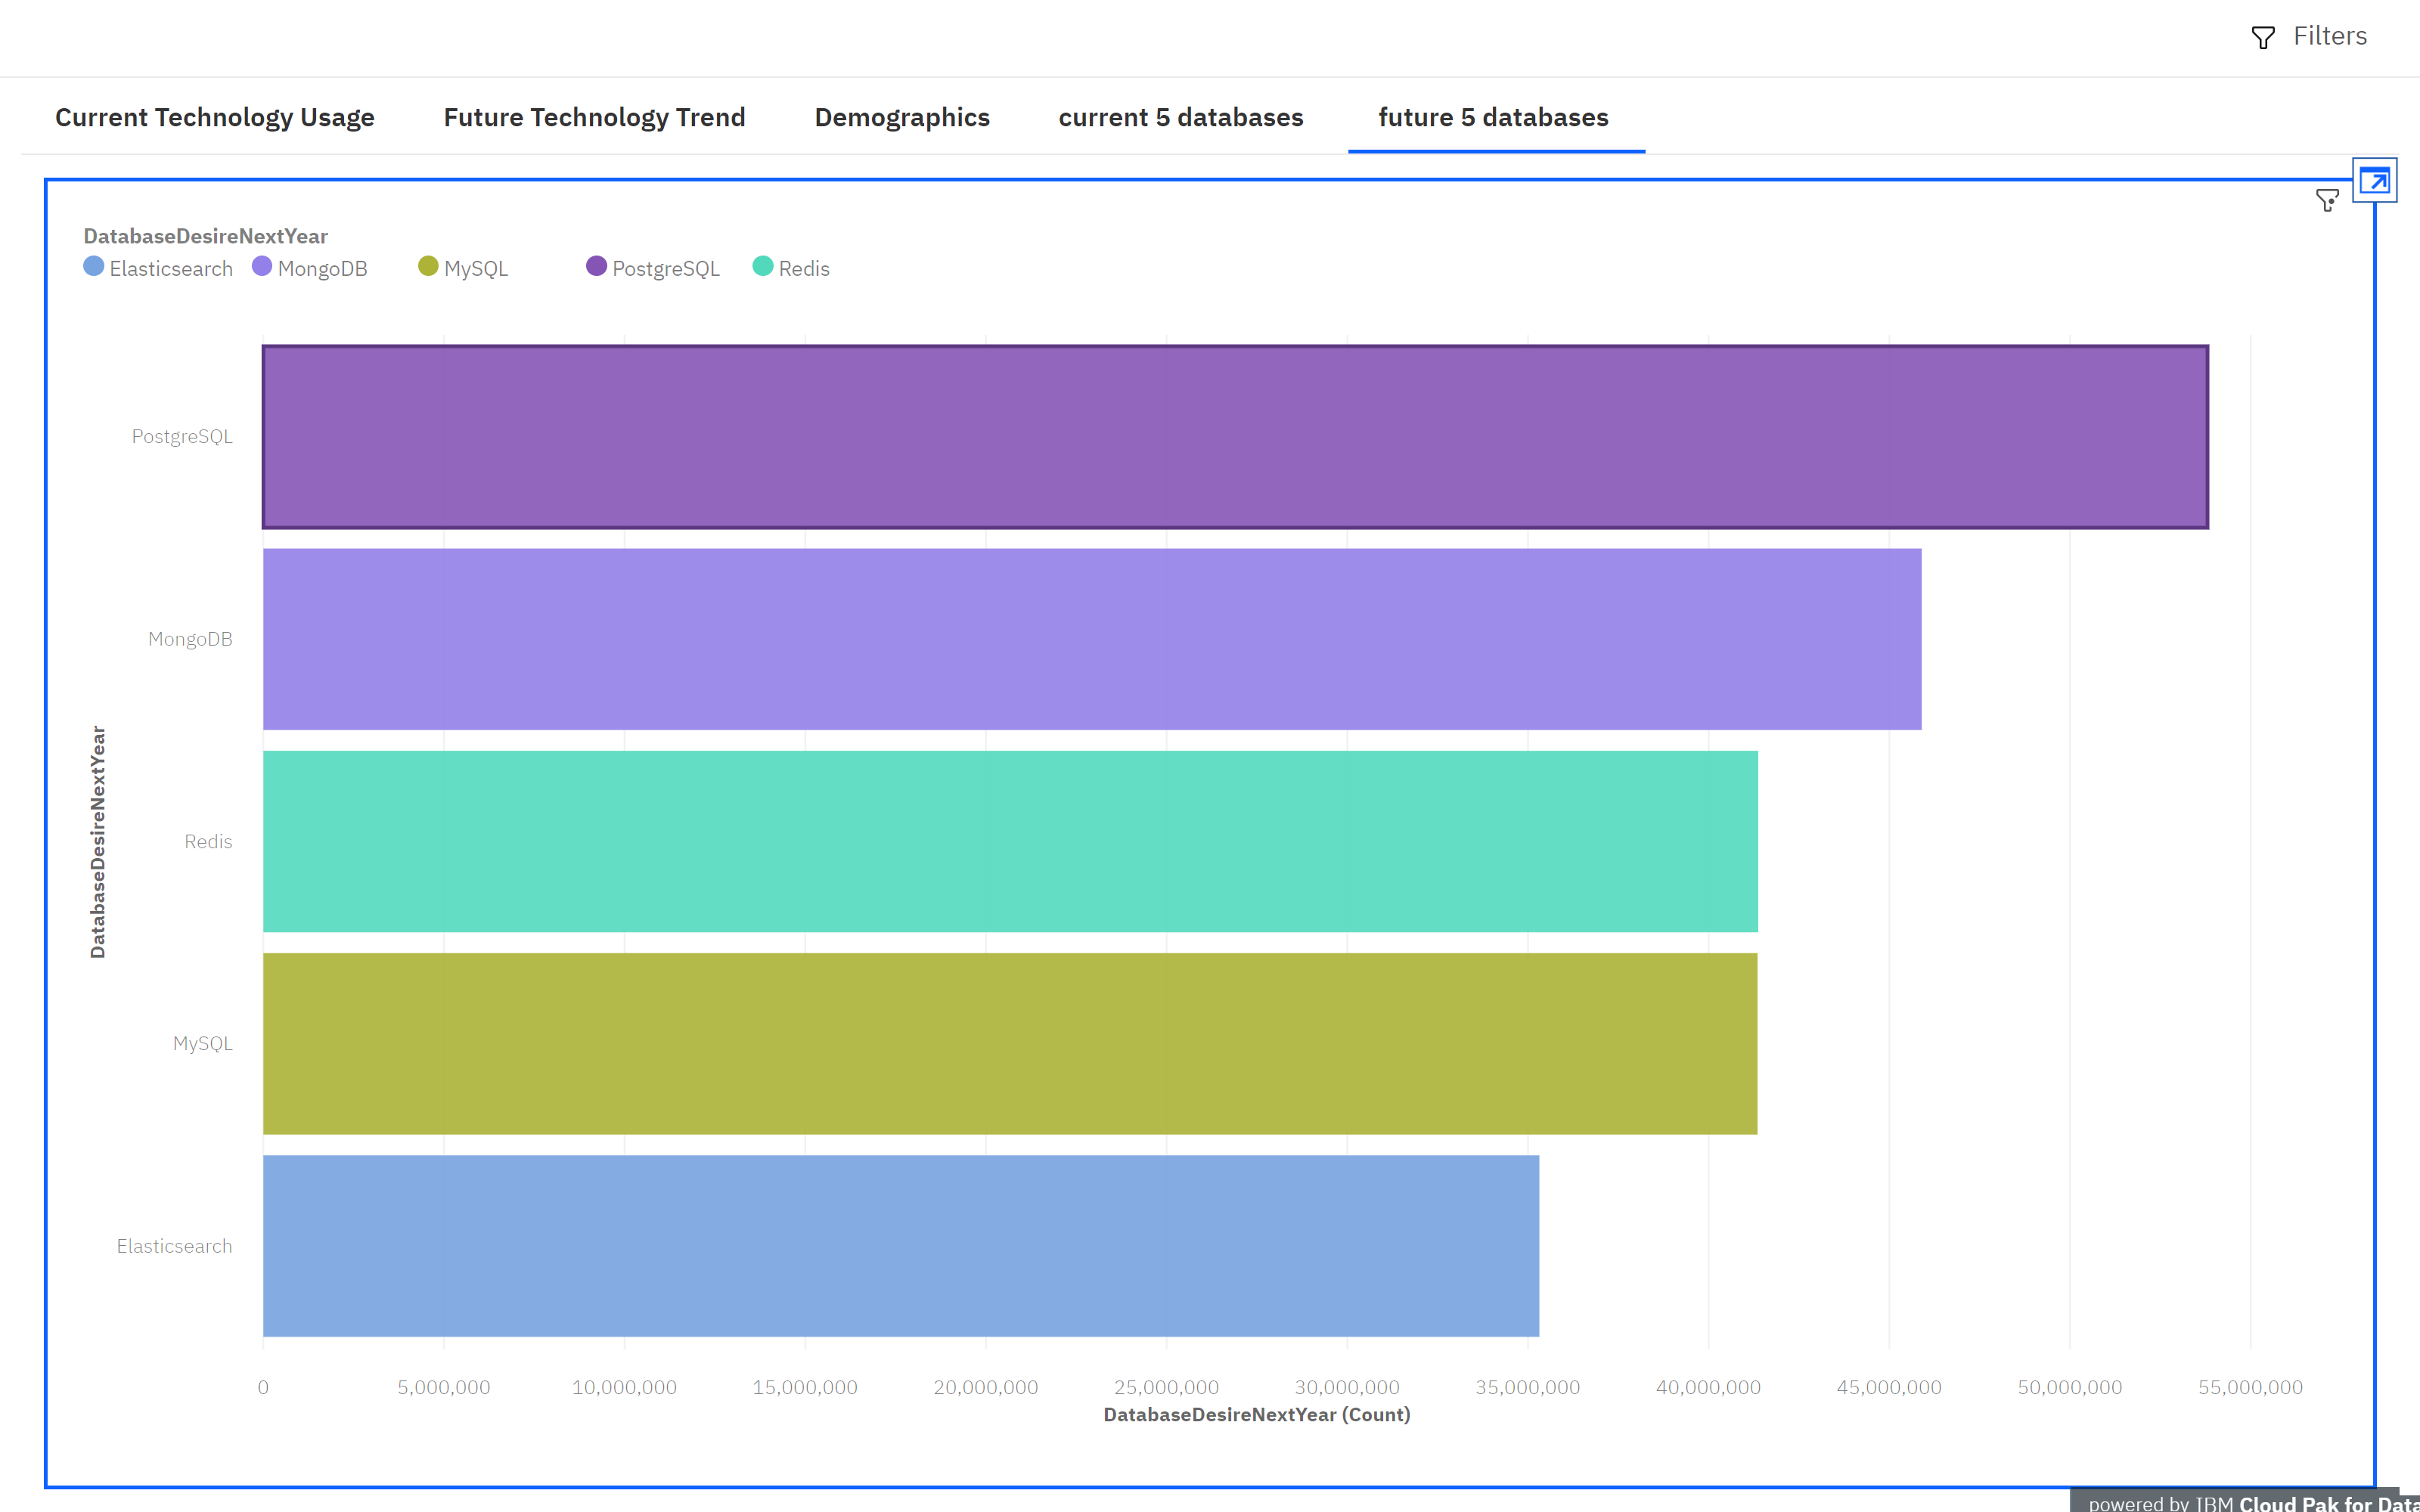 Filters
Current Technology Usage Future Technology Trend Demographics current 5 databases future 5 databases
DatabaseDesireNextYear
Elasticsearch MongoDB MySQL PostgreSQL Redis
PostgreSQL
MongoDB
Redis
MySQL
Elasticsearch
DatabaseDesireNextYear
0 5,000,000 10,000,000 15,000,000 20,000,000 25,000,000 30,000,000 35,000,000 40,000,000 45,000,000 50,000,000 55,000,000
DatabaseDesireNextYear (Count)
powered by IBM Cloud Pak for Data